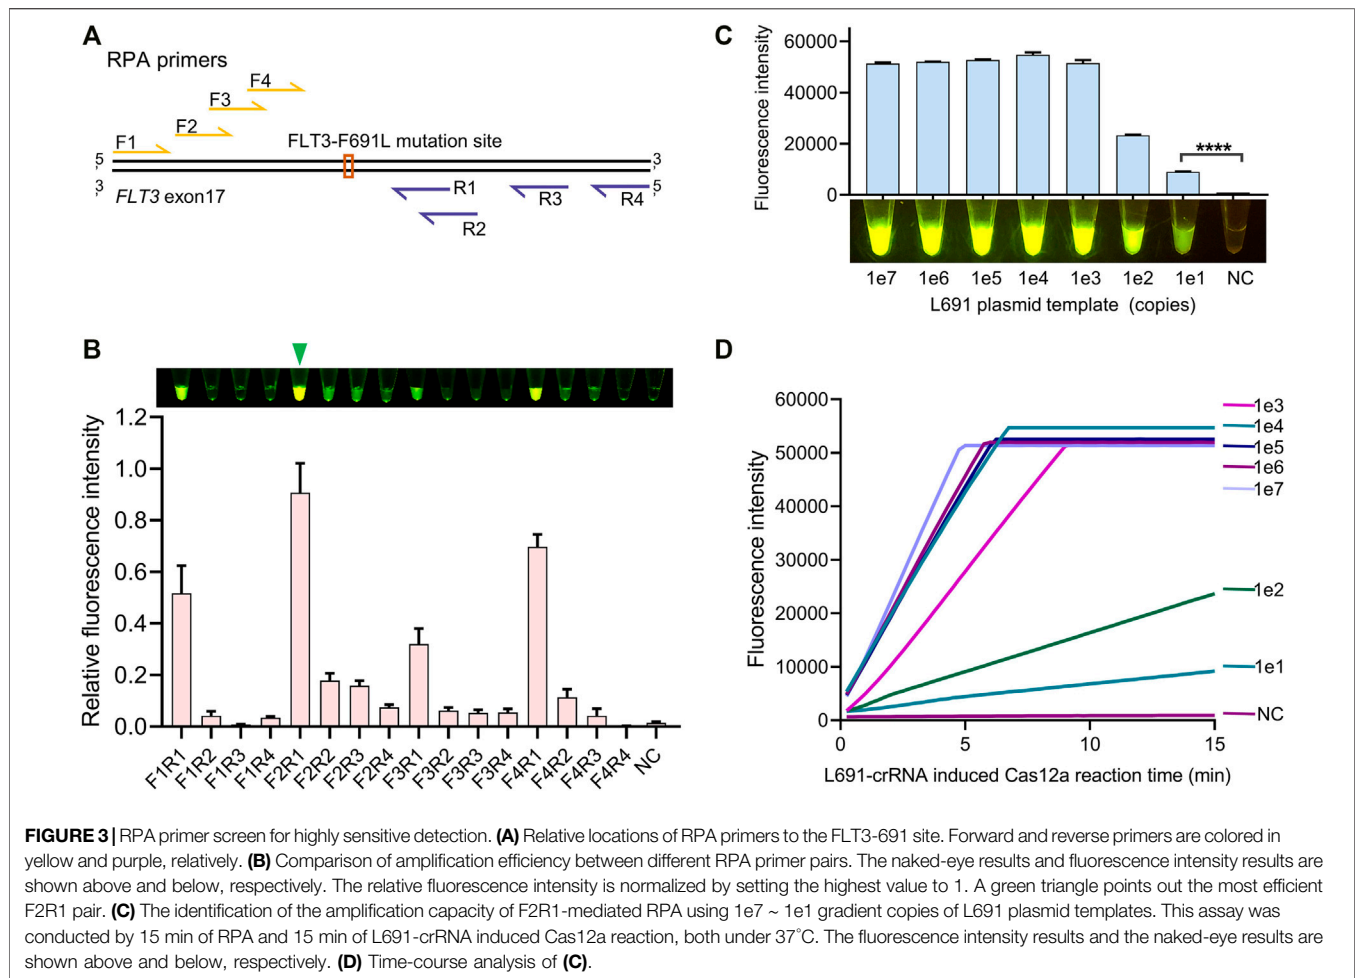 A
RPA primers
F4
F3
F2
F1
FLT3-F691L mutation site
5'
3'
3'
5'
FLT3 exon17
R1
R2
R3
R4
B
Relative fluorescence intensity
1.2
1.0
0.8
0.6
0.4
0.2
0.0
F1R1
F1R2
F1R3
F1R4
F2R1
F2R2
F2R3
F2R4
F3R1
F3R2
F3R3
F3R4
F4R1
F4R2
F4R3
F4R4
NC
C
Fluorescence intensity
60000
40000
20000
0
****
1e7 1e6 1e5 1e4 1e3 1e2 1e1 NC
L691 plasmid template (copies)
D
Fluorescence intensity
60000
50000
40000
30000
20000
10000
0
0 5 10 15
L691-crRNA induced Cas12a reaction time (min)
1e3
1e4
1e5
1e6
1e7
1e2
1e1
NC
FIGURE 3 | RPA primer screen for highly sensitive detection. (A) Relative locations of RPA primers to the FLT3-691 site. Forward and reverse primers are colored in
yellow and purple, relatively. (B) Comparison of amplification efficiency between different RPA primer pairs. The naked-eye results and fluorescence intensity results are
shown above and below, respectively. The relative fluorescence intensity is normalized by setting the highest value to 1. A green triangle points out the most efficient
F2R1 pair. (C) The identification of the amplification capacity of F2R1-mediated RPA using 1e7 ~ 1e1 gradient copies of L691 plasmid templates. This assay was
conducted by 15 min of RPA and 15 min of L691-crRNA induced Cas12a reaction, both under 37°C. The fluorescence intensity results and the naked-eye results are
shown above and below, respectively. (D) Time-course analysis of (C).